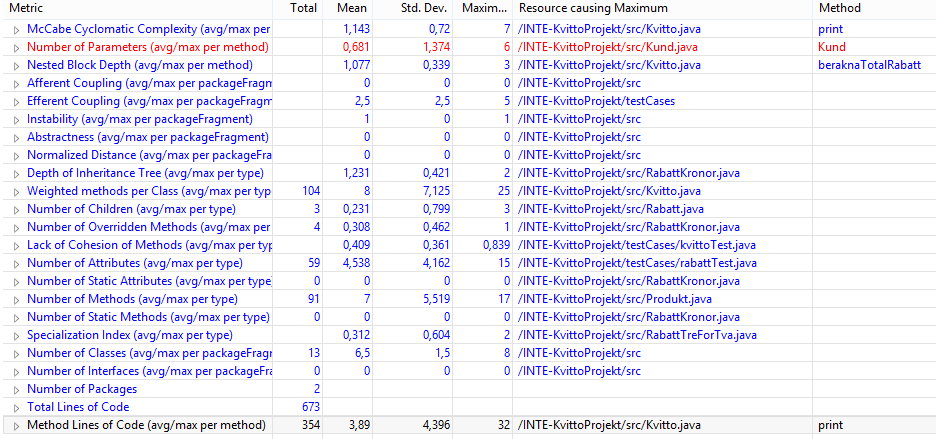 Metric Total Mean Std. Dev. Maxim... Resource causing Maximum Method
McCabe Cyclomatic Complexity (avg/max per 1,143 0,72 7 /INTE-KvittoProjekt/src/Kvitto.java print
Number of Parameters (avg/max per method) 0,681 1,374 6 /INTE-KvittoProjekt/src/Kund.java Kund
Nested Block Depth (avg/max per method) 1,077 0,339 3 /INTE-KvittoProjekt/src/Kvitto.java beraknaTotalRabatt
Afferent Coupling (avg/max per packageFragm 0 0 0 /INTE-KvittoProjekt/src
Efferent Coupling (avg/max per packageFragm 2,5 2,5 5 /INTE-KvittoProjekt/testCases
Instability (avg/max per packageFragment) 1 0 1 /INTE-KvittoProjekt/src
Abstractness (avg/max per packageFragment) 0 0 0 /INTE-KvittoProjekt/src
Normalized Distance (avg/max per packageFra 0 0 0 /INTE-KvittoProjekt/src
Depth of Inheritance Tree (avg/max per type) 1,231 0,421 2 /INTE-KvittoProjekt/src/RabattKronor.java
Weighted methods per Class (avg/max per typ 104 8 7,125 25 /INTE-KvittoProjekt/src/Kvitto.java
Number of Children (avg/max per type) 3 0,231 0,799 3 /INTE-KvittoProjekt/src/Rabatt.java
Number of Overridden Methods (avg/max per 4 0,308 0,462 1 /INTE-KvittoProjekt/src/RabattKronor.java
Lack of Cohesion of Methods (avg/max per typ 0,409 0,361 0,839 /INTE-KvittoProjekt/testCases/kvittoTest.java
Number of Attributes (avg/max per type) 59 4,538 4,162 15 /INTE-KvittoProjekt/testCases/rabattTest.java
Number of Static Attributes (avg/max per type) 0 0 0 0 /INTE-KvittoProjekt/src/RabattKronor.java
Number of Methods (avg/max per type) 91 7 5,519 17 /INTE-KvittoProjekt/src/Produkt.java
Number of Static Methods (avg/max per type) 0 0 0 0 /INTE-KvittoProjekt/src/RabattKronor.java
Specialization Index (avg/max per type) 0,312 0,604 2 /INTE-KvittoProjekt/src/RabattTreForTva.java
Number of Classes (avg/max per packageFragr 13 6,5 1,5 8 /INTE-KvittoProjekt/src
Number of Interfaces (avg/max per packageFra 0 0 0 0 /INTE-KvittoProjekt/src
Number of Packages 2
Total Lines of Code 673
Method Lines of Code (avg/max per method) 354 3,89 4,396 32 /INTE-KvittoProjekt/src/Kvitto.java print